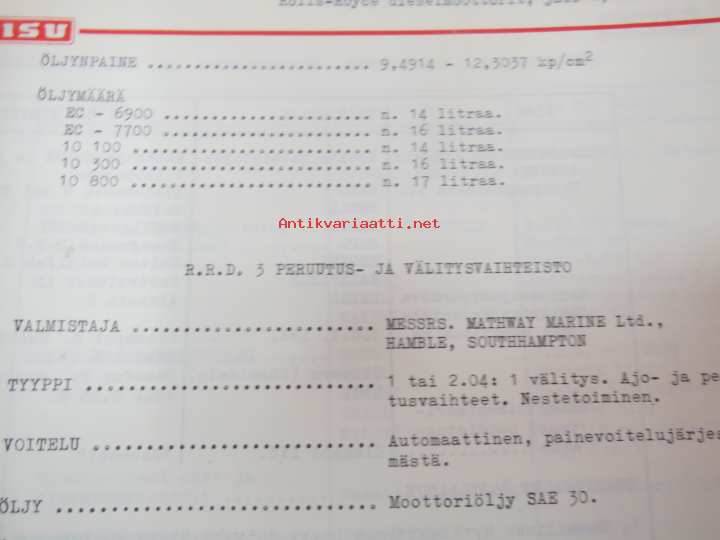 Rolls-Royce dieselmoottorit,
ISU
ÖLJYNPAINE ........................ 9,4914 - 12,3037 kp/cm2
ÖLJYMÄÄRÄ
EC - 6900 ...................... n. 14 litraa.
EC - 7700 ...................... n. 16 litraa.
10 100 ......................... n. 14 litraa.
10 300 ......................... n. 16 litraa.
10 800 ......................... n. 17 litraa.
Antikvariaatti.net
R.R.D. 3 PERUUTUS- JA VÄLITYSVAIHTEISTO
VALMISTAJA ........................ MESSRS. MATHWAY MARINE Ltd.,
HAMBLE, SOUTHHAMPTON
TYYPPI ............................ 1 tai 2.04: 1 välitys. Ajo- ja pe
tusvaihteet. Nestetoiminen.
VOITELU ........................... Automaattinen, painevoitelujärjes
mästä.
ÖLJY .............................. Moottoriöljy SAE 30.